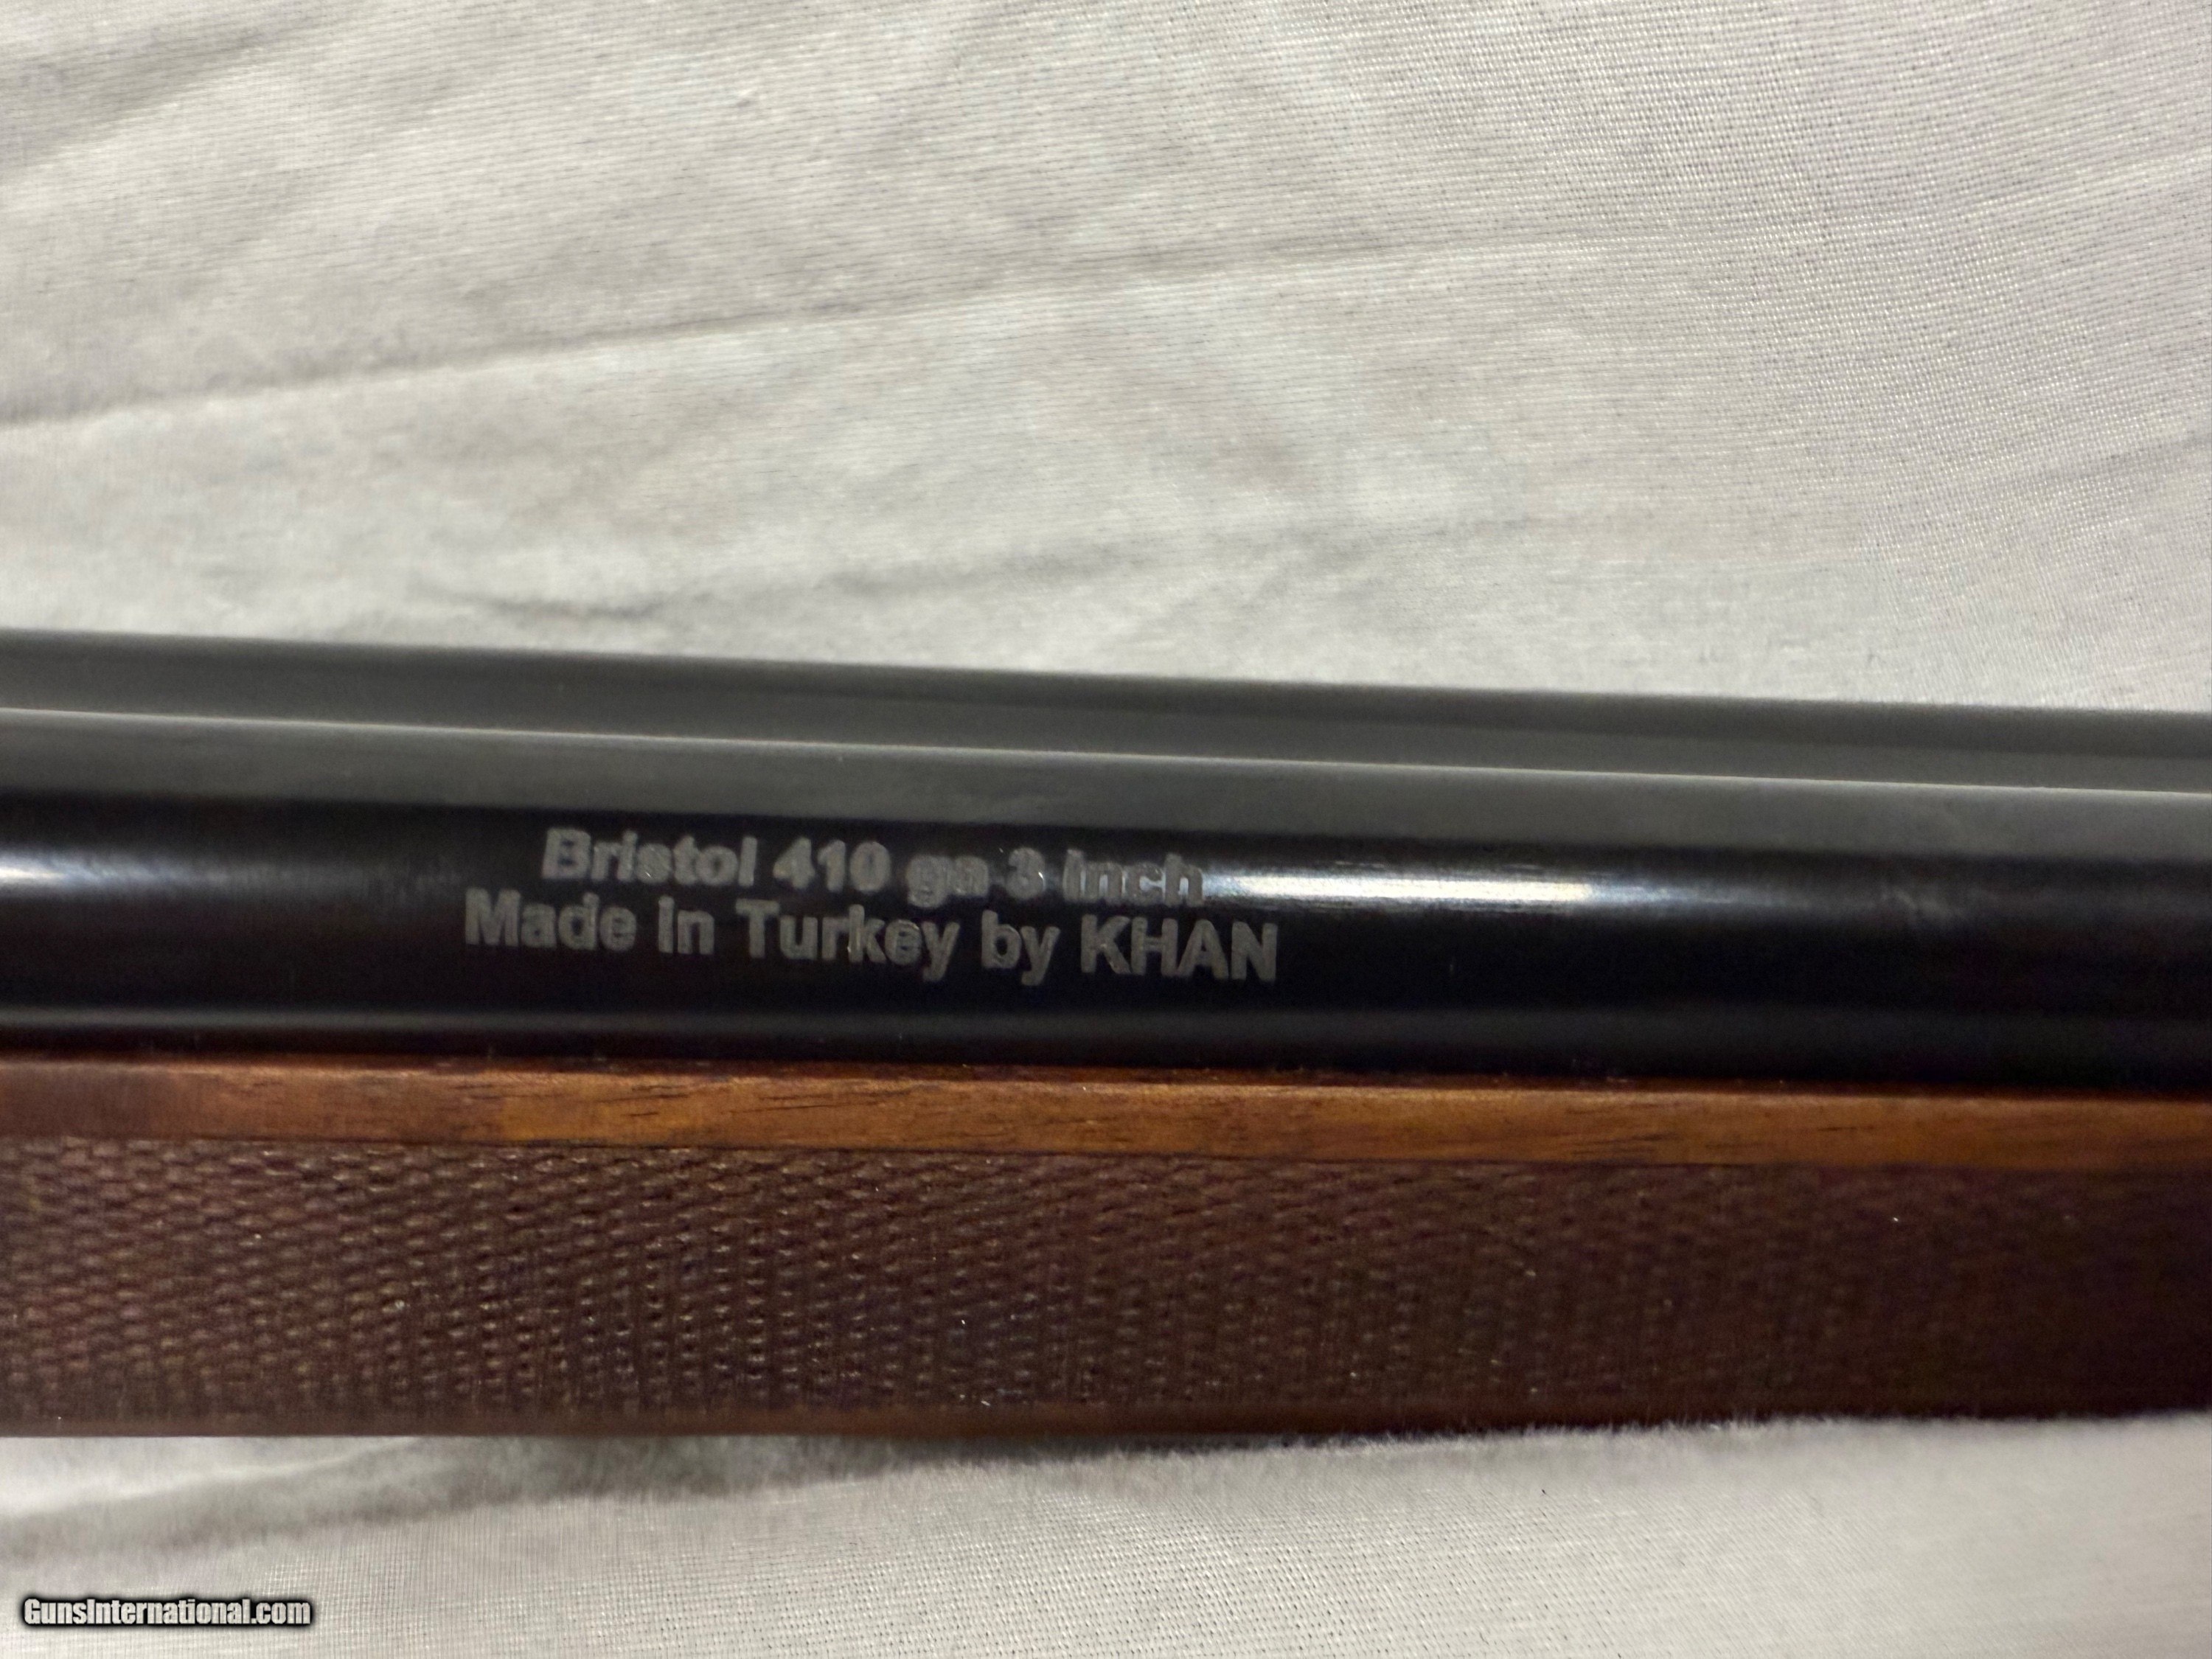 Bristol 410 ga 3 inch
Made in Turkey by KHAN
GunsInternational.com